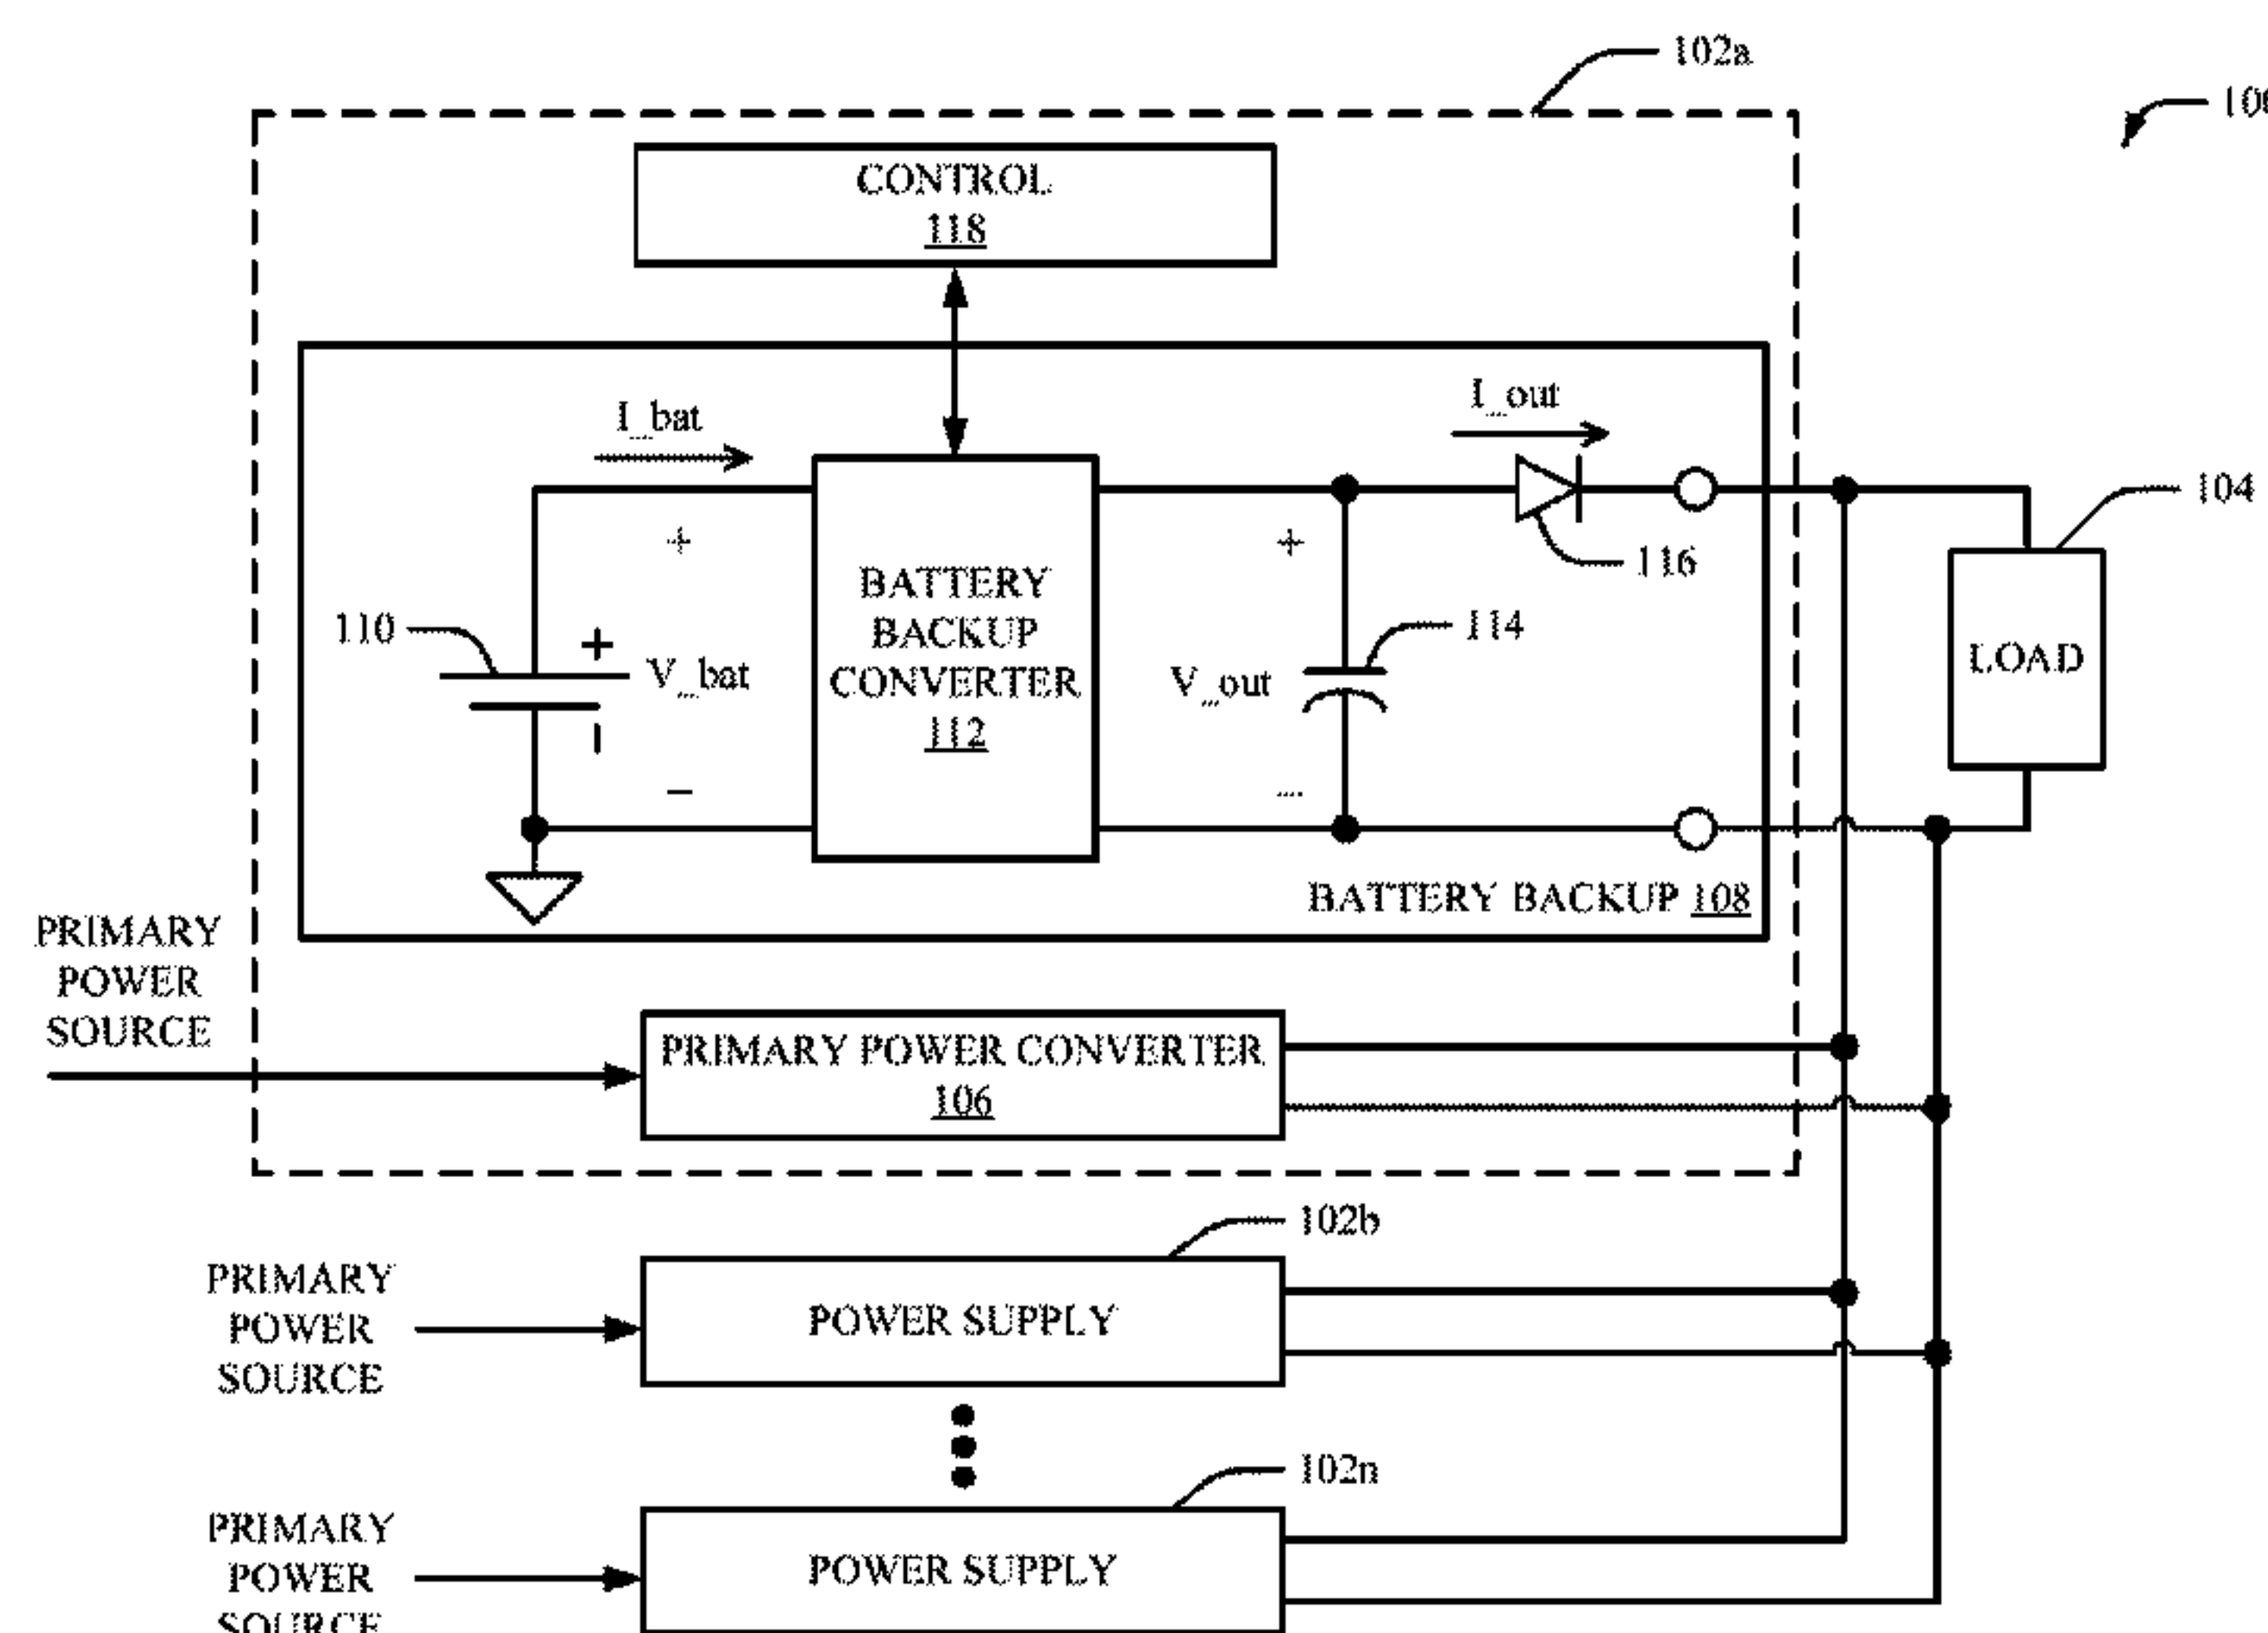 102a
CONTROL
118
I_bat
I_out
104
+
+
116
BATTERY
BACKUP
CONVERTER
112
110
+
V_bat
V_out
114
LOAD
–
–
BATTERY BACKUP 108
PRIMARY
POWER
SOURCE
PRIMARY POWER CONVERTER
106
102b
PRIMARY
POWER
SOURCE
POWER SUPPLY
102n
PRIMARY
POWER
SOURCE
POWER SUPPLY